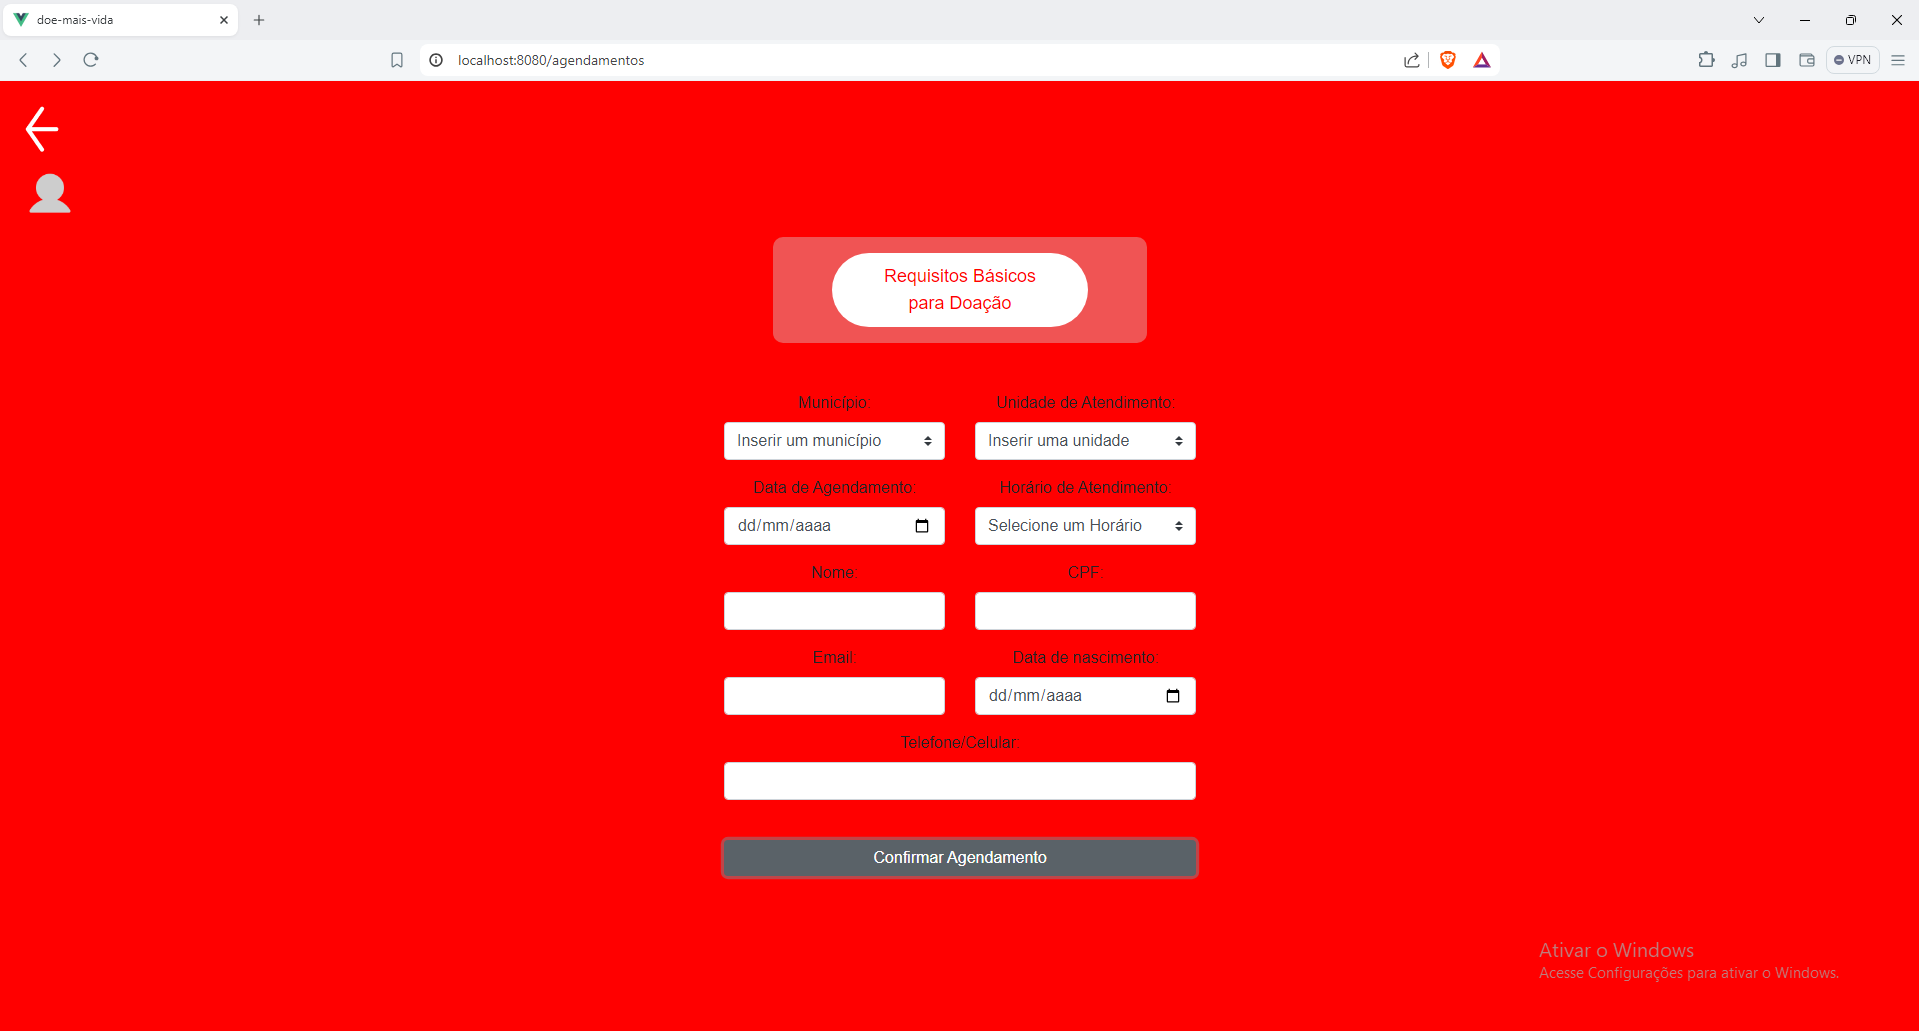 doe-mais-vida
localhost:8080/agendamentos
VPN
Requisitos Básicos
para Doação
Município:
Unidade de Atendimento:
Inserir um município
Inserir uma unidade
Data de Agendamento:
Horário de Atendimento:
dd/mm/aaaa
Selecione um Horário
Nome:
CPF:
Email:
Data de nascimento:
dd/mm/aaaa
Telefone/Celular:
Confirmar Agendamento
Ativar o Windows
Acesse Configurações para ativar o Windows.